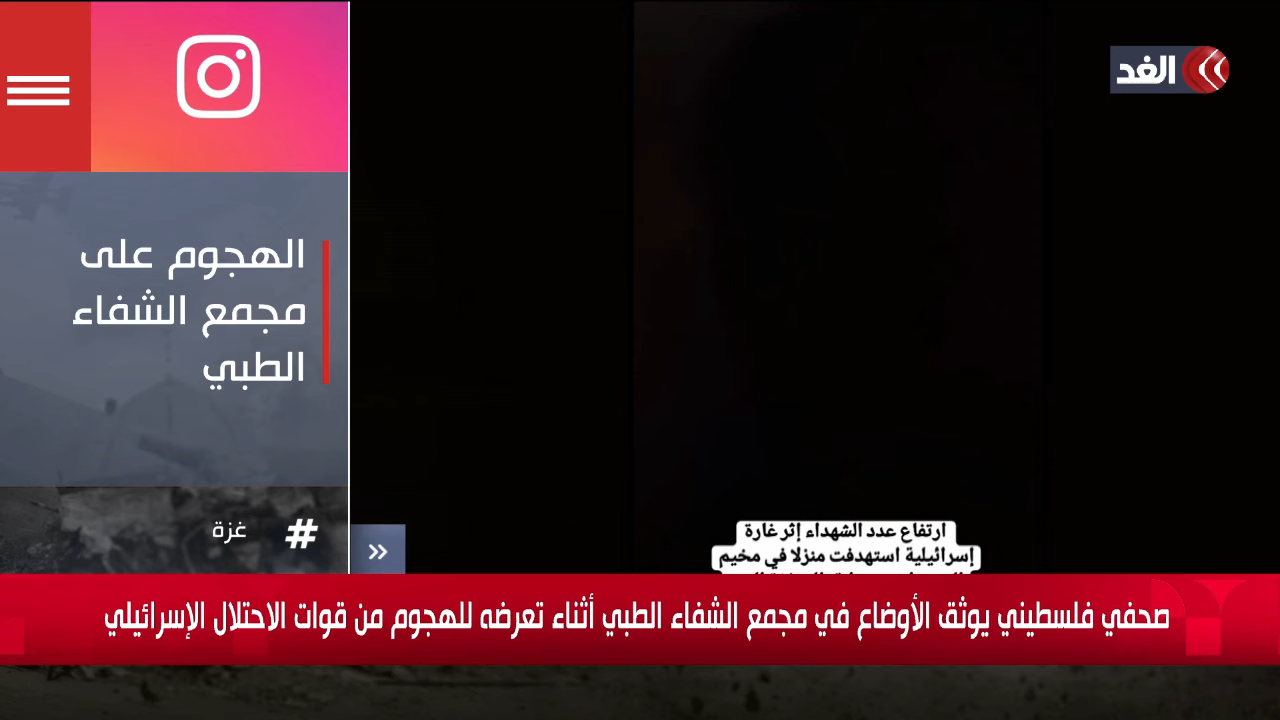 الغد
الهجوم على
مجمع الشفاء
الطبي
# غزة
ارتفاع عدد الشهداء إثر غارة
إسرائيلية استهدفت منزلا في مخيم
صحفي فلسطيني يوثق الأوضاع في مجمع الشفاء الطبي أثناء تعرضه للهجوم من قوات الاحتلال الإسرائيلي